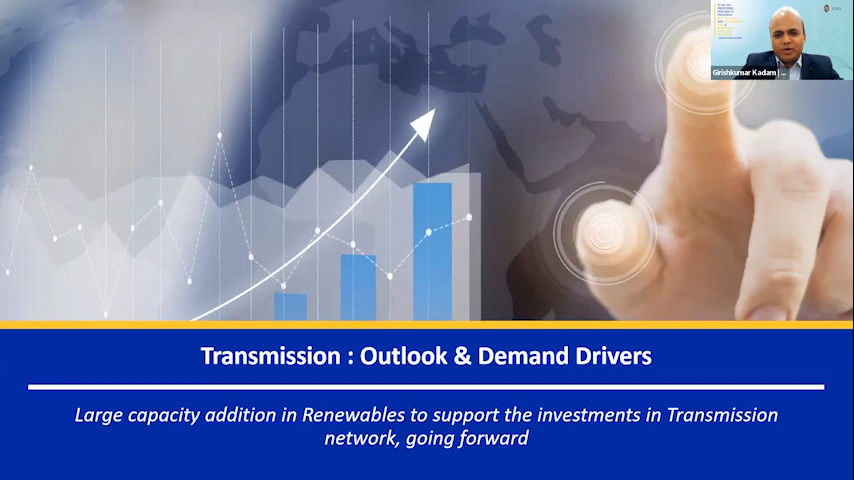 ICRA
Girishkumar Kadam | ...
Transmission : Outlook & Demand Drivers
Large capacity addition in Renewables to support the investments in Transmission
network, going forward